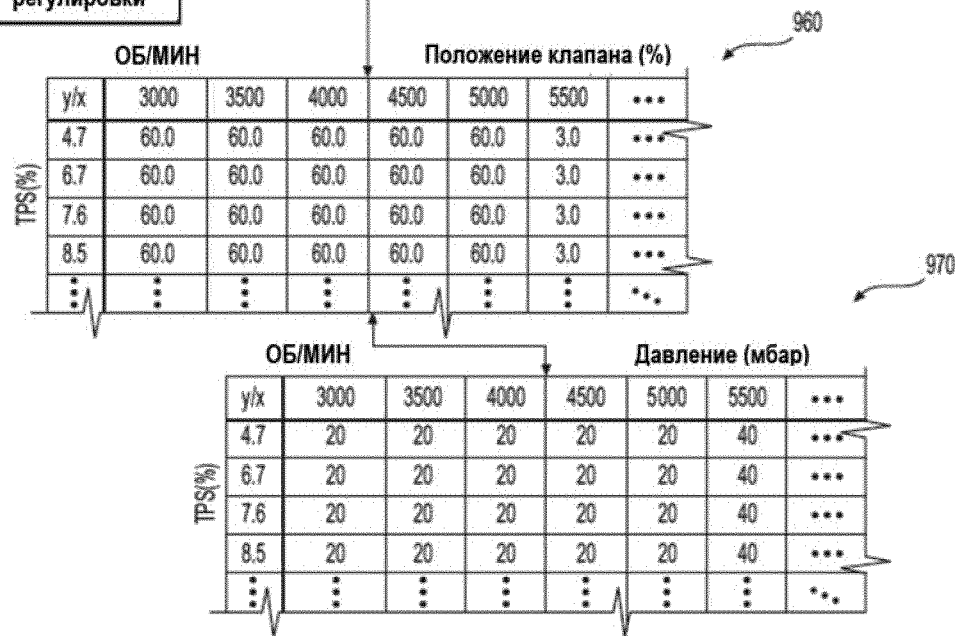 регулировки
960
ОБ/МИН Положение клапана (%)
y/x 3000 3500 4000 4500 5000 5500 •••
TPS(%)
4.7 60.0 60.0 60.0 60.0 60.0 3.0 •••
6.7 60.0 60.0 60.0 60.0 60.0 3.0 •••
7.6 60.0 60.0 60.0 60.0 60.0 3.0 •••
8.5 60.0 60.0 60.0 60.0 60.0 3.0 •••
970
ОБ/МИН Давление (мбар)
y/x 3000 3500 4000 4500 5000 5500 •••
TPS(%)
4.7 20 20 20 20 20 40 •••
6.7 20 20 20 20 20 40 •••
7.6 20 20 20 20 20 40 •••
8.5 20 20 20 20 20 40 •••